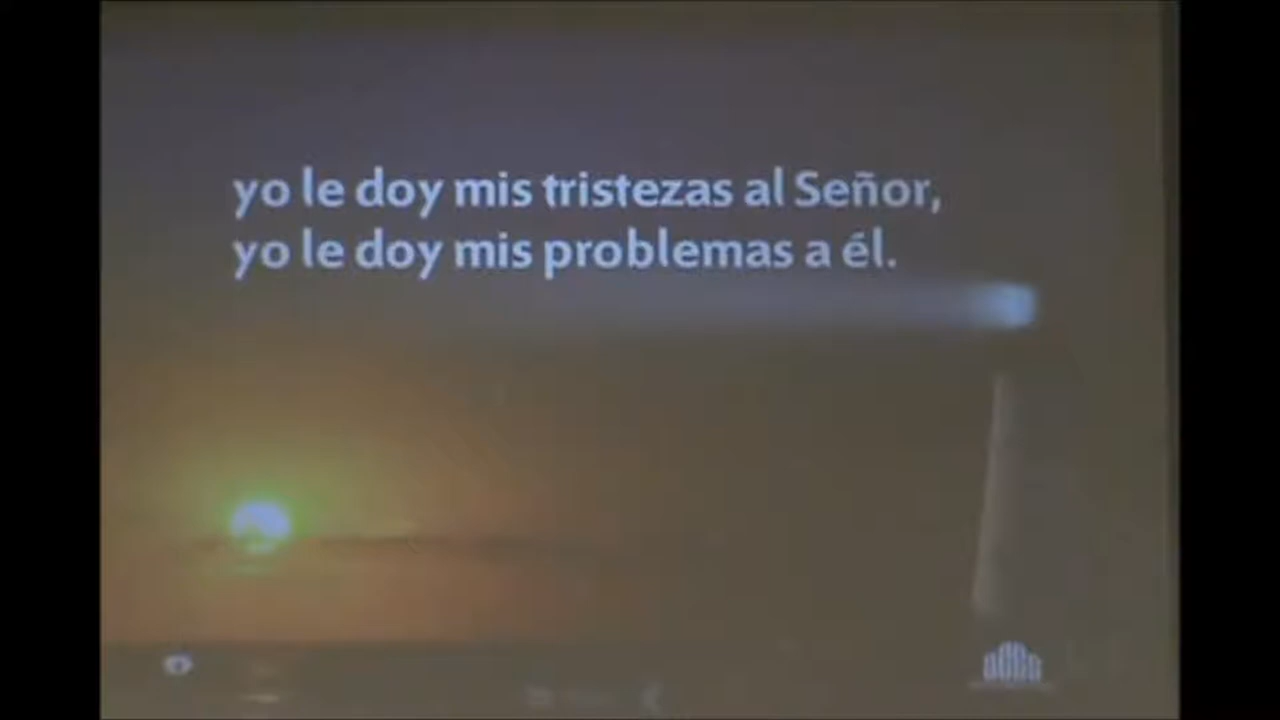 yo le doy mis tristezas al Señor,
yo le doy mis problemas a él.